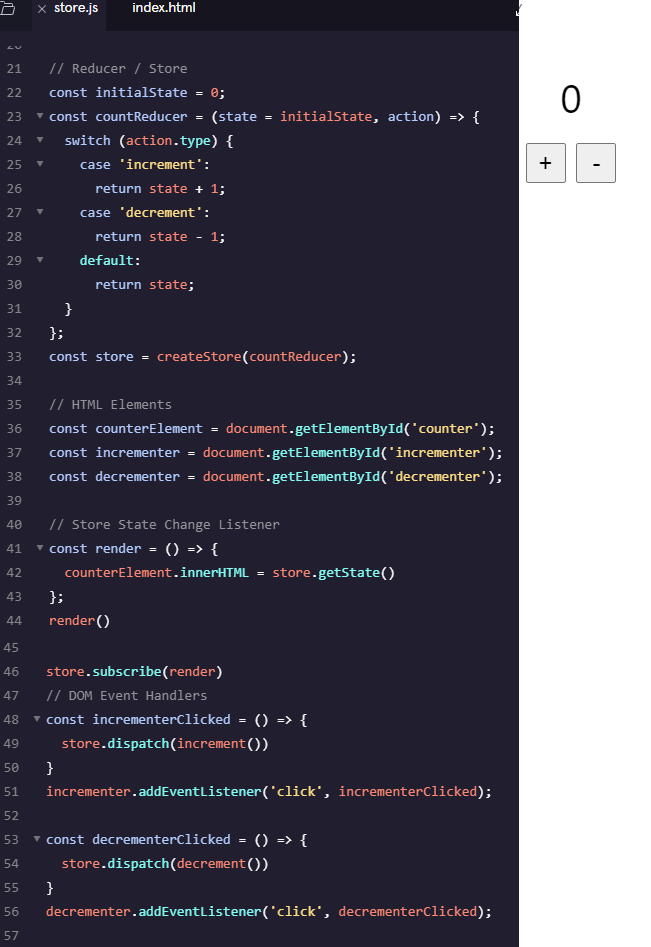 × store.js index.html
20
21 // Reducer / Store
22 const initialState = 0;
23 const countReducer = (state = initialState, action) => {
24 switch (action.type) {
25 case 'increment':
26 return state + 1;
27 case 'decrement':
28 return state - 1;
29 default:
30 return state;
31 }
32 };
33 const store = createStore(countReducer);
34
35 // HTML Elements
36 const counterElement = document.getElementById('counter');
37 const incrementer = document.getElementById('incrementer');
38 const decrementer = document.getElementById('decrementer');
39
40 // Store State Change Listener
41 const render = () => {
42 counterElement.innerHTML = store.getState()
43 };
44 render()
45
46 store.subscribe(render)
47 // DOM Event Handlers
48 const incrementerClicked = () => {
49 store.dispatch(increment())
50 }
51 incrementer.addEventListener('click', incrementerClicked);
52
53 const decrementerClicked = () => {
54 store.dispatch(decrement())
55 }
56 decrementer.addEventListener('click', decrementerClicked);
57
0
+ -